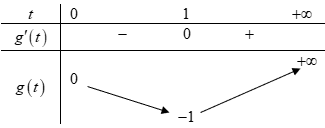 t 0 1 +∞
g'(t) − 0 +
+∞
g(t) 0
−1